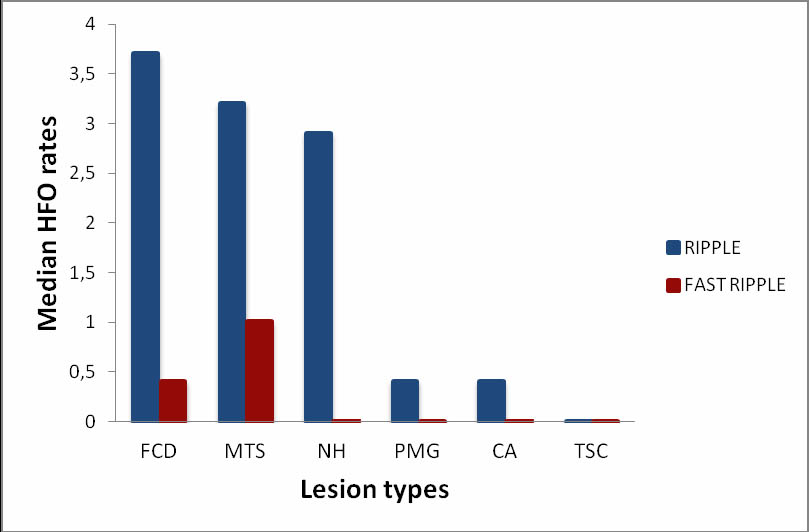 4
3,5
3
2,5
2
1,5
1
0,5
0
Median HFO rates
FCD MTS NH PMG CA TSC
Lesion types
RIPPLE
FAST RIPPLE